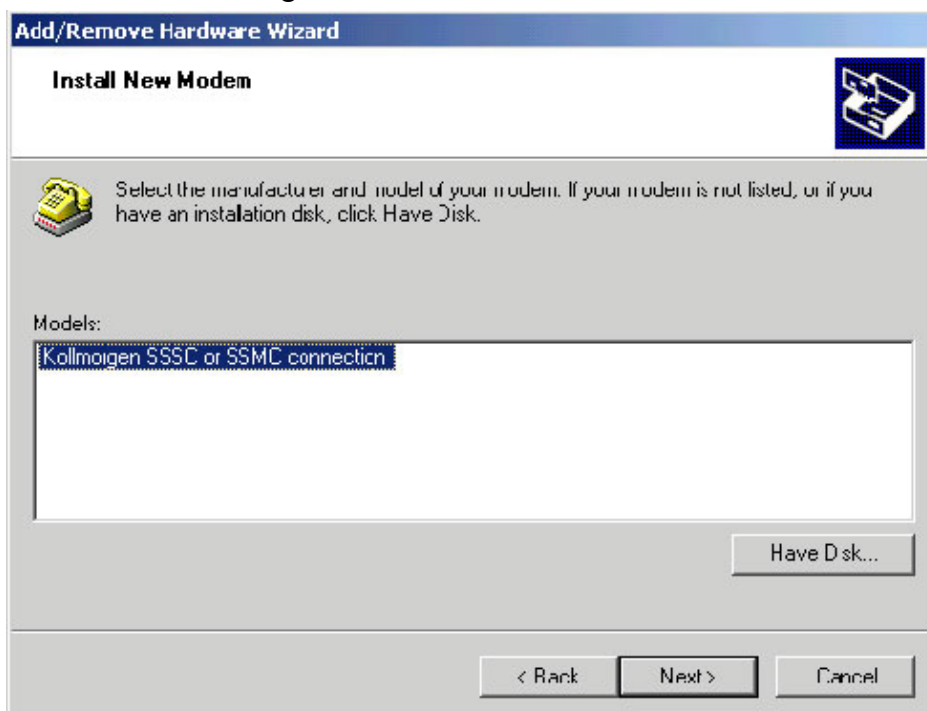 Add/Remove Hardware Wizard
Install New Modem
Select the manufacturer and model of your modem. If your modem is not listed, or if you
have an installation disk, click Have Disk.
Models:
Kollmorgen SSSC or SSMC connection
Have Disk...
< Back
Next >
Cancel